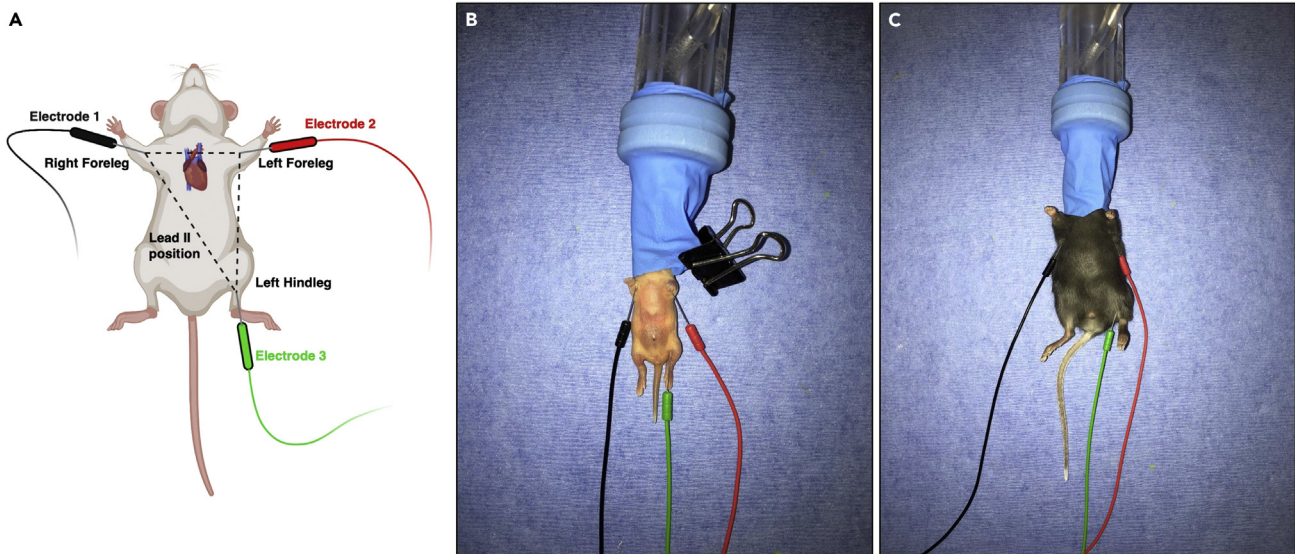 A
B
C
Electrode 1
Electrode 2
Right Foreleg
Left Foreleg
Lead II
position
Left Hindleg
Electrode 3